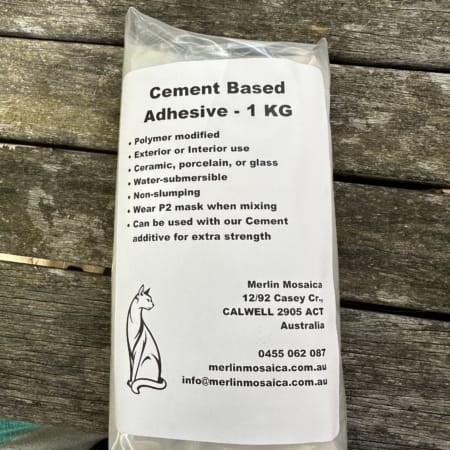 Cement Based
Adhesive - 1 KG
• Polymer modified
• Exterior or Interior use
• Ceramic, porcelain, or glass
• Water-submersible
• Non-slumping
• Wear P2 mask when mixing
• Can be used with our Cement
additive for extra strength
Merlin Mosaica
12/92 Casey Cr.,
CALWELL 2905 ACT
Australia
0455 062 087
merlinmosaica.com.au
info@merlinmosaica.com.au